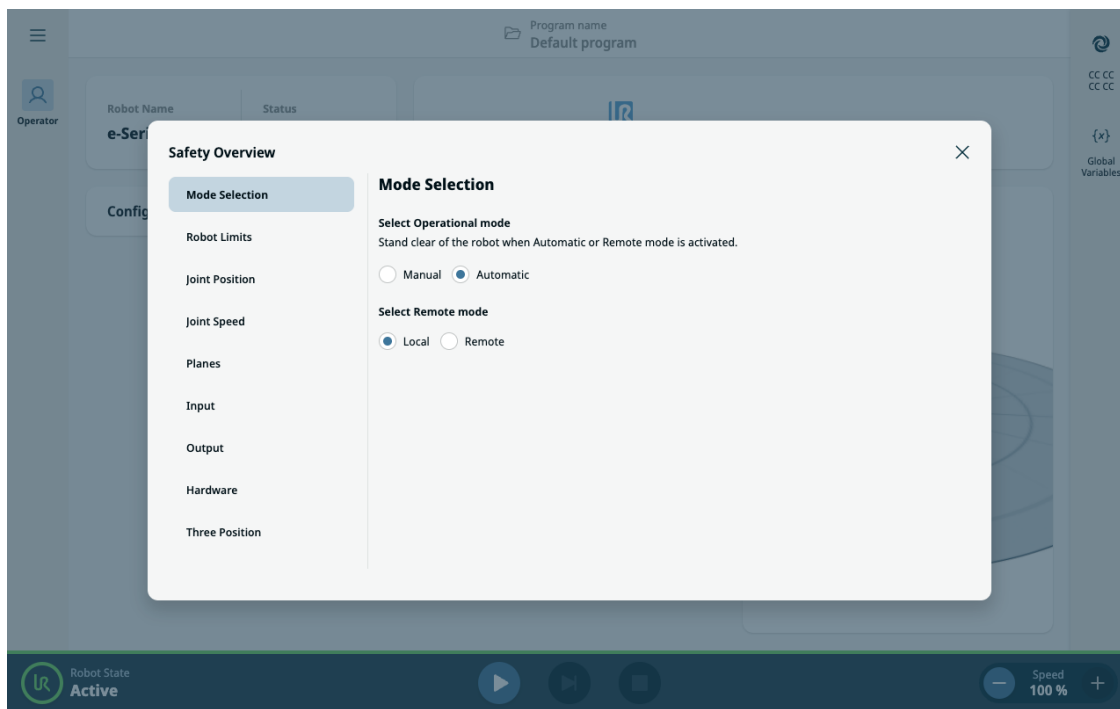 Program name
Default program
Operator
Robot Name
Status
e-Seri
Config
CC CC
CC CC
{x}
Global
Variables
Safety Overview
Mode Selection
Robot Limits
Joint Position
Joint Speed
Planes
Input
Output
Hardware
Three Position
Mode Selection
Select Operational mode
Stand clear of the robot when Automatic or Remote mode is activated.
Manual
Automatic
Select Remote mode
Local
Remote
Robot State
Active
Speed
100 %